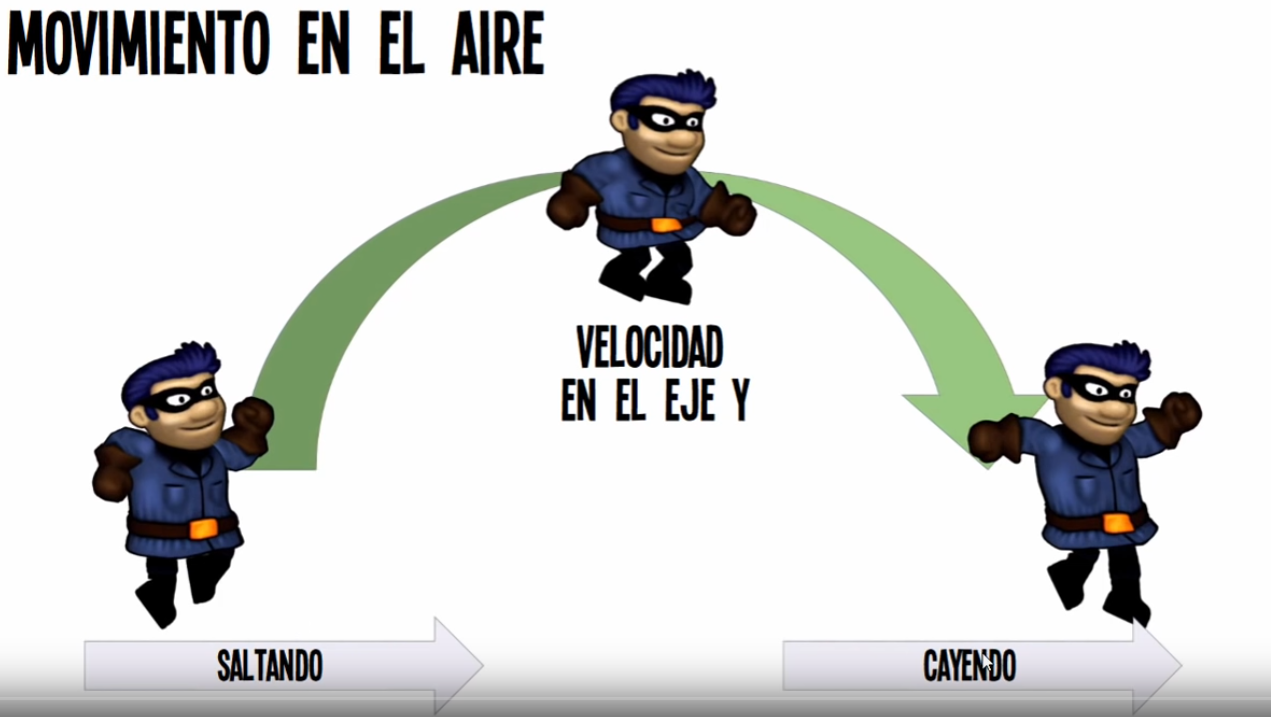 MOVIMIENTO EN EL AIRE
VELOCIDAD
EN EL EJE Y
SALTANDO
CAYENDO